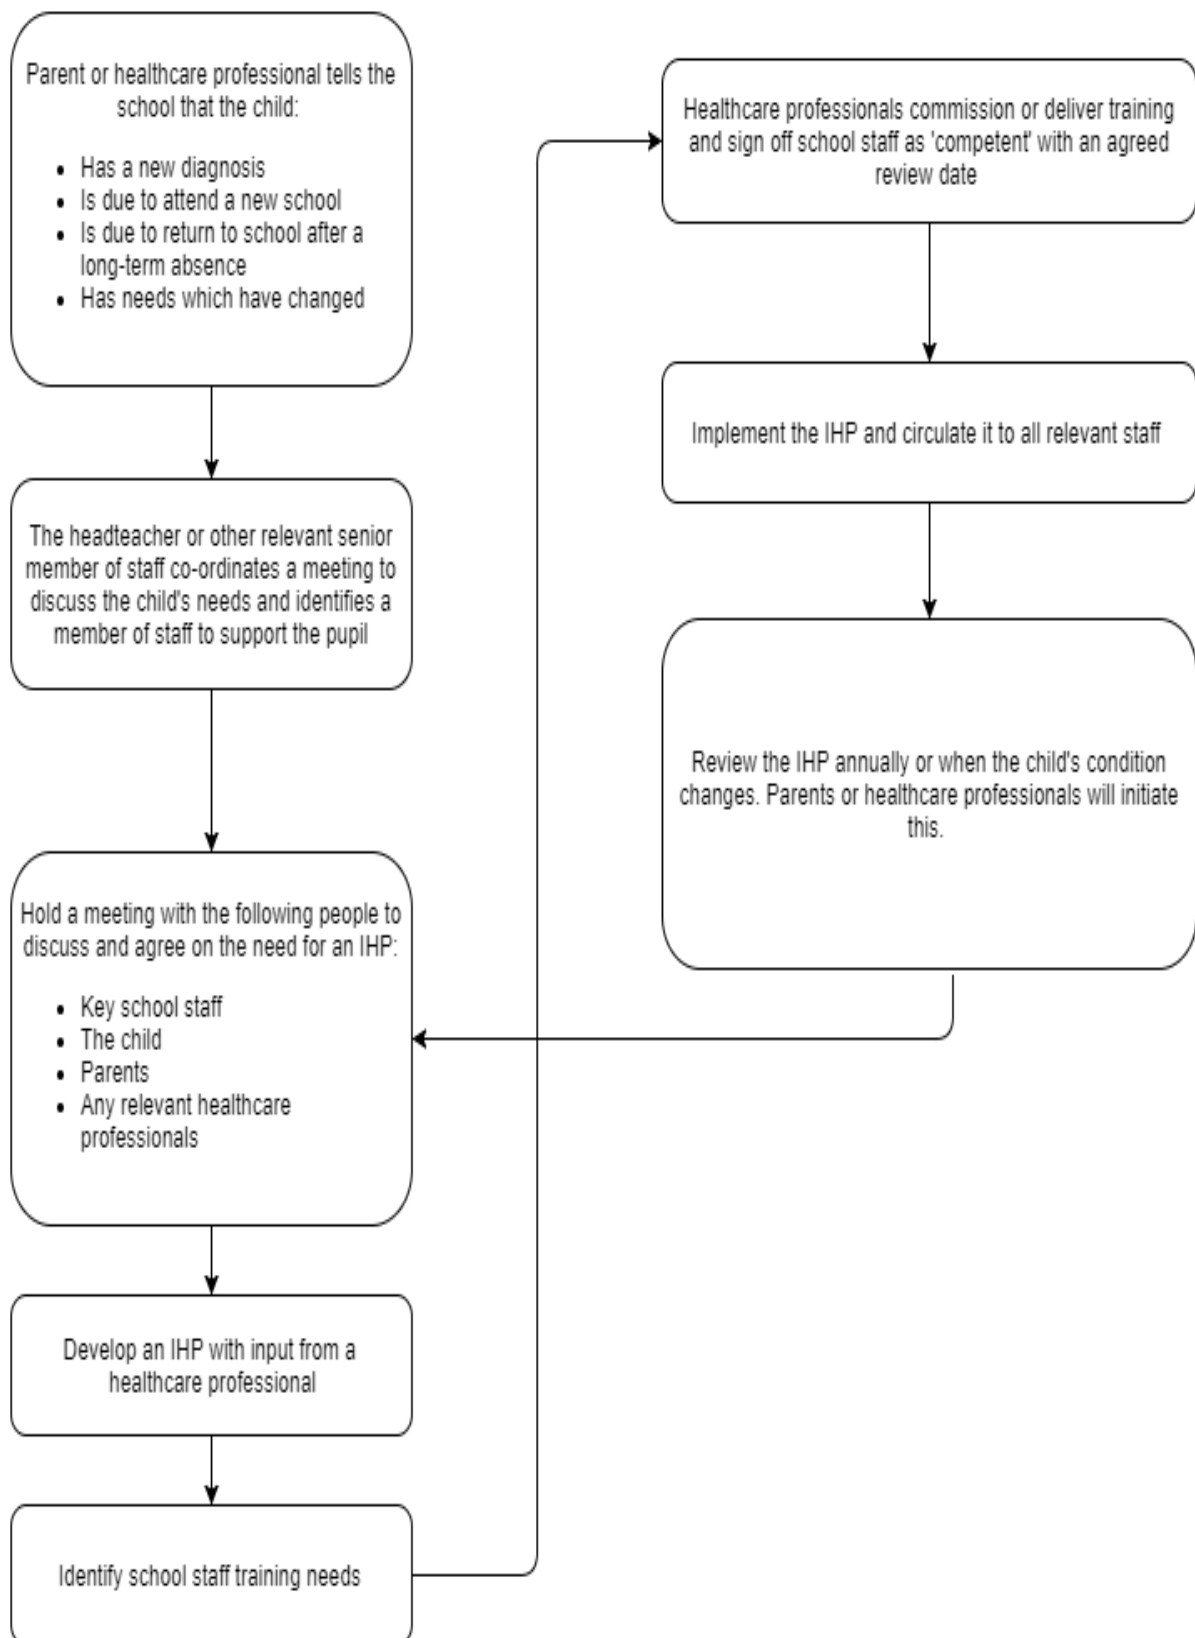 Parent or healthcare professional tells the
school that the child:
• Has a new diagnosis
• Is due to attend a new school
• Is due to return to school after a
long-term absence
• Has needs which have changed
The headteacher or other relevant senior
member of staff co-ordinates a meeting to
discuss the child's needs and identifies a
member of staff to support the pupil
Hold a meeting with the following people to
discuss and agree on the need for an IHP:
• Key school staff
• The child
• Parents
• Any relevant healthcare
professionals
Develop an IHP with input from a
healthcare professional
Identify school staff training needs
Healthcare professionals commission or deliver training
and sign off school staff as 'competent' with an agreed
review date
Implement the IHP and circulate it to all relevant staff
Review the IHP annually or when the child's condition
changes. Parents or healthcare professionals will initiate
this.